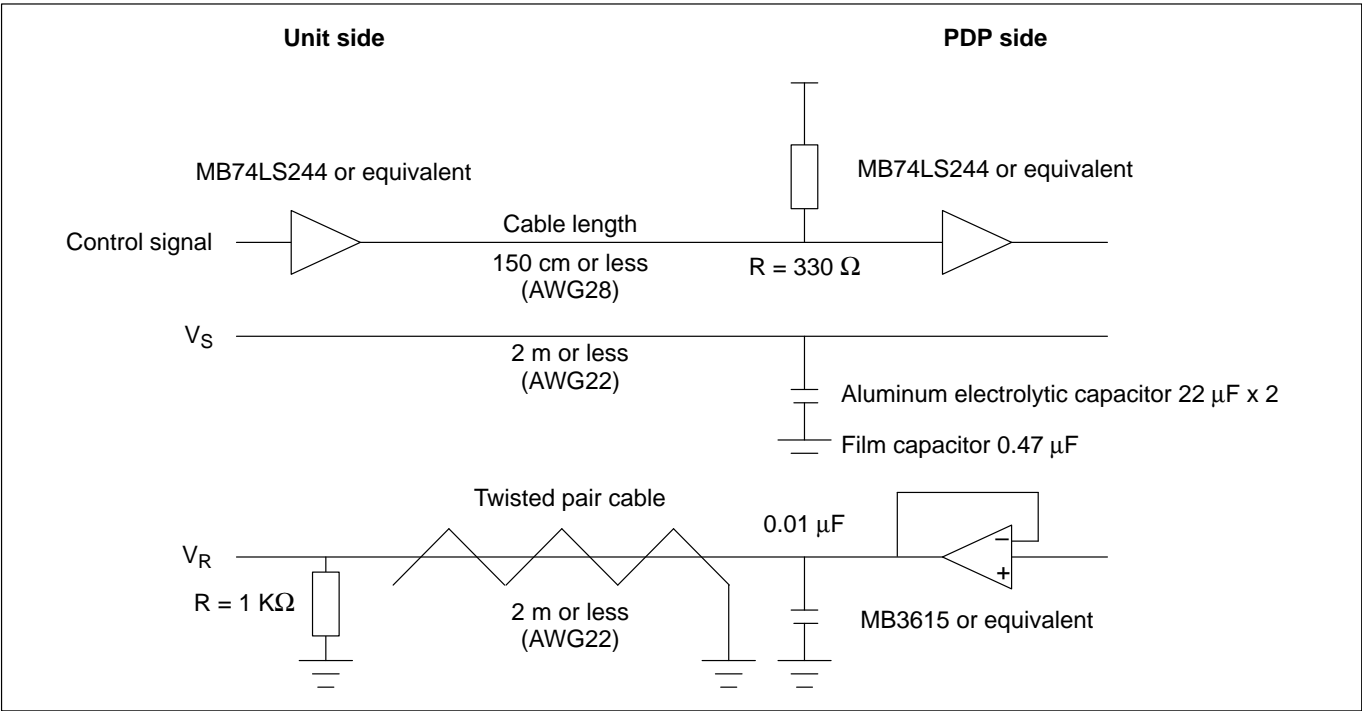 Unit side
PDP side
MB74LS244 or equivalent
MB74LS244 or equivalent
Control signal
Cable length
150 cm or less
(AWG28)
R = 330 Ω
VS
2 m or less
(AWG22)
Aluminum electrolytic capacitor 22 μF x 2
Film capacitor 0.47 μF
Twisted pair cable
0.01 μF
VR
−
+
R = 1 KΩ
2 m or less
(AWG22)
MB3615 or equivalent